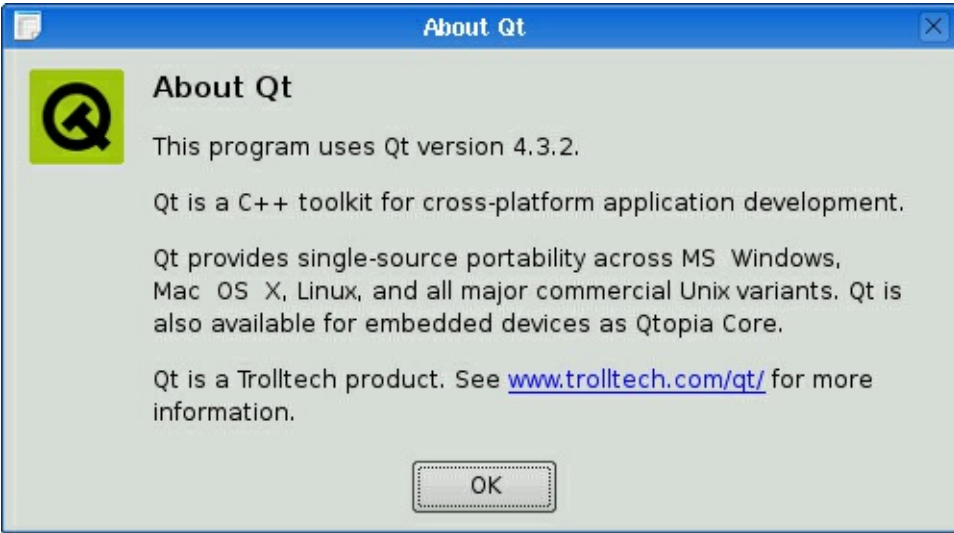 About Qt
About Qt
This program uses Qt version 4.3.2.
Qt is a C++ toolkit for cross-platform application development.
Qt provides single-source portability across MS Windows,
Mac OS X, Linux, and all major commercial Unix variants. Qt is
also available for embedded devices as Qtopia Core.
Qt is a Trolltech product. See www.trolltech.com/qt/ for more
information.
OK